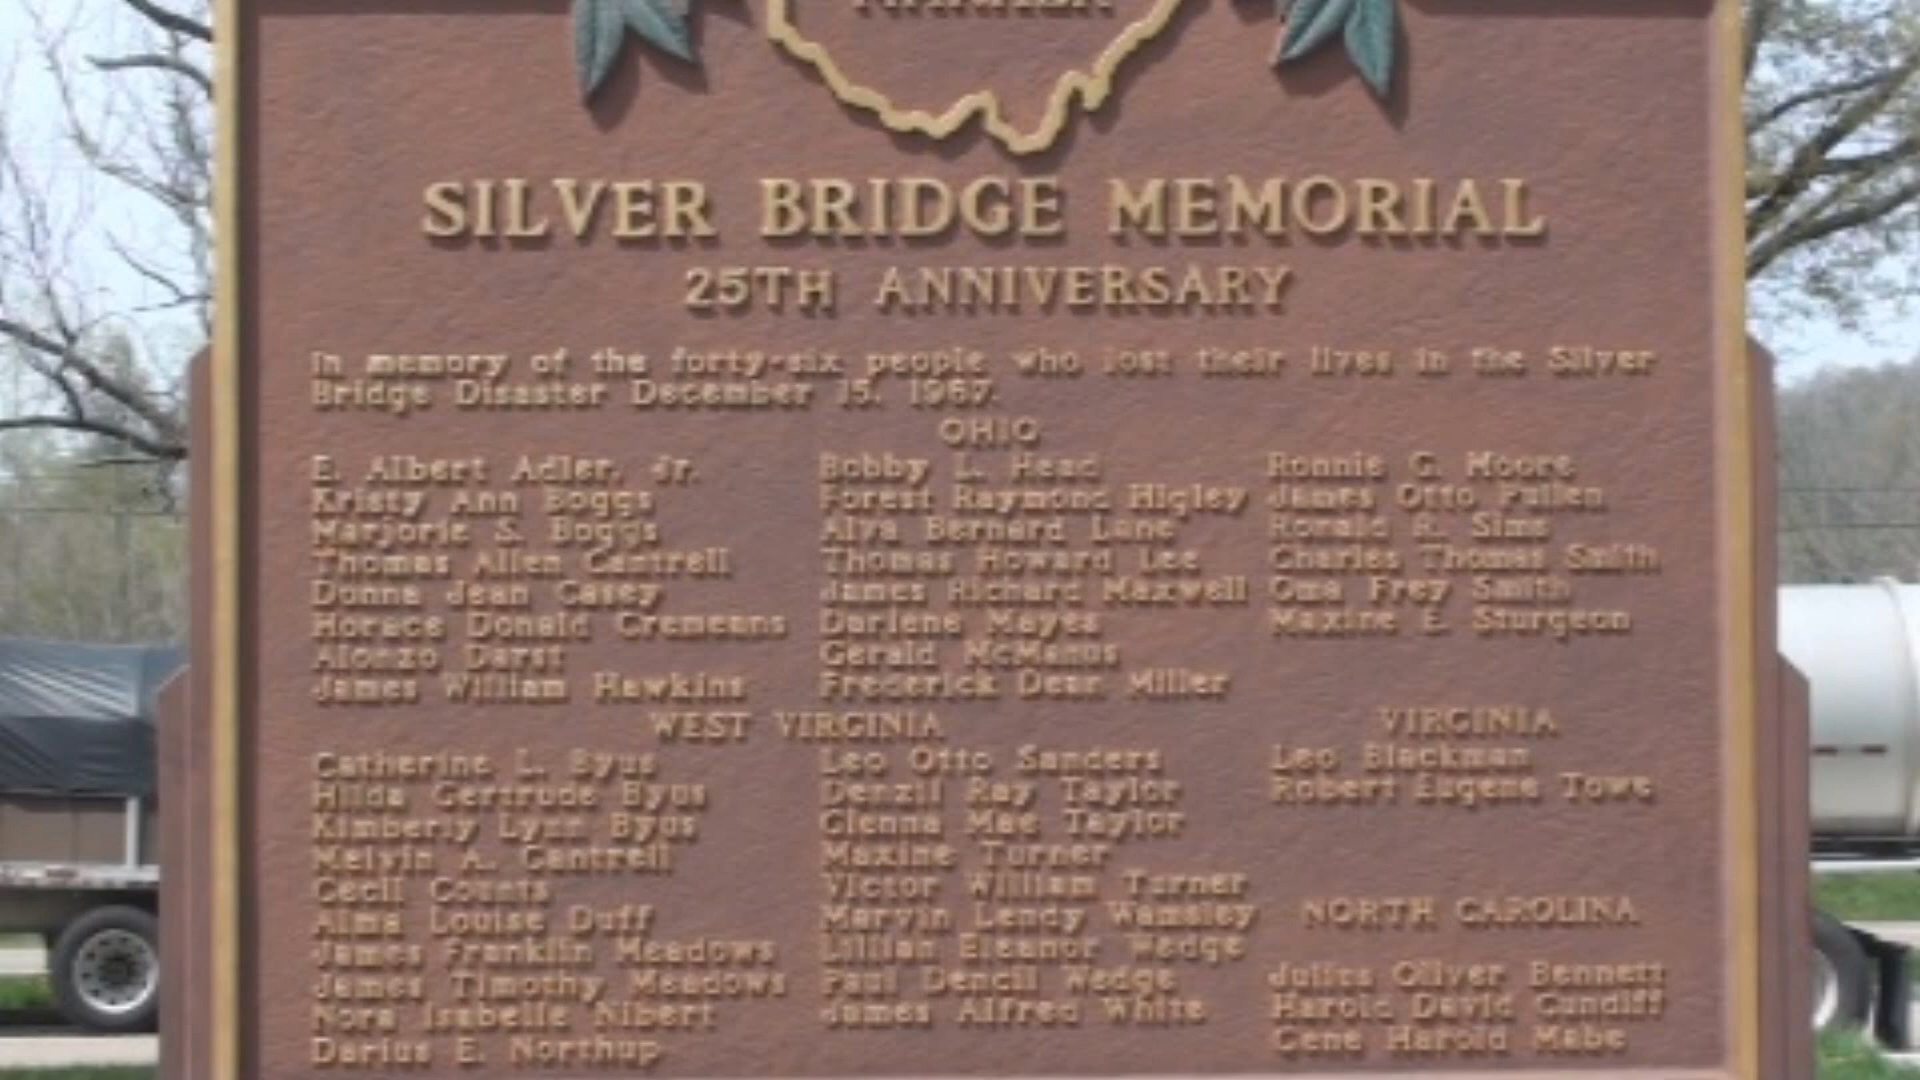 MARKER
SILVER BRIDGE MEMORIAL
25TH ANNIVERSARY
In memory of the forty-six people who lost their lives in the Silver
Bridge Disaster December 15, 1967.
OHIO
E. Albert Adler, Jr.
Kristy Ann Boggs
Marjorie S. Boggs
Thomas Allen Cantrell
Donna Jean Casey
Horace Donald Cremeans
Alonzo Darst
James William Hawkins
Bobby L. Head
Forest Raymond Higley
Alva Bernard Lane
Thomas Howard Lee
James Richard Maxwell
Darlene Mayes
Gerald McManus
Frederick Dean Miller
Ronnie G. Moore
James Otto Pullen
Ronald R. Sims
Charles Thomas Smith
Oma Frey Smith
Maxine E. Sturgeon
WEST VIRGINIA
Catherine L. Byus
Hilda Gertrude Byus
Kimberly Lynn Byus
Melvin A. Cantrell
Cecil Counts
Alma Louise Duff
James Franklin Meadows
James Timothy Meadows
Nora Isabelle Nibert
Darius E. Northup
Leo Otto Sanders
Denzil Ray Taylor
Glenna Mae Taylor
Maxine Turner
Victor William Turner
Marvin Lendy Wamsley
Lillian Eleanor Wedge
Paul Dencil Wedge
James Alfred White
VIRGINIA
Leo Blackman
Robert Eugene Towe
NORTH CAROLINA
Julius Oliver Bennett
Harold David Cundiff
Gene Harold Mabe